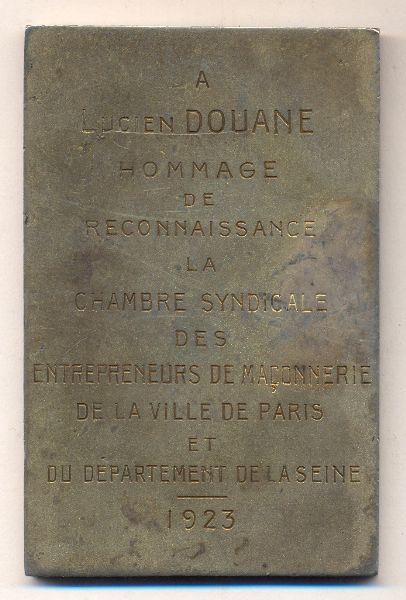 A
LUCIEN DOUANE
HOMMAGE
DE
RECONNAISSANCE
LA
CHAMBRE SYNDICALE
DES
ENTREPRENEURS DE MAÇONNERIE
DE LA VILLE DE PARIS
ET
DU DEPARTEMENT DE LA SEINE
1923